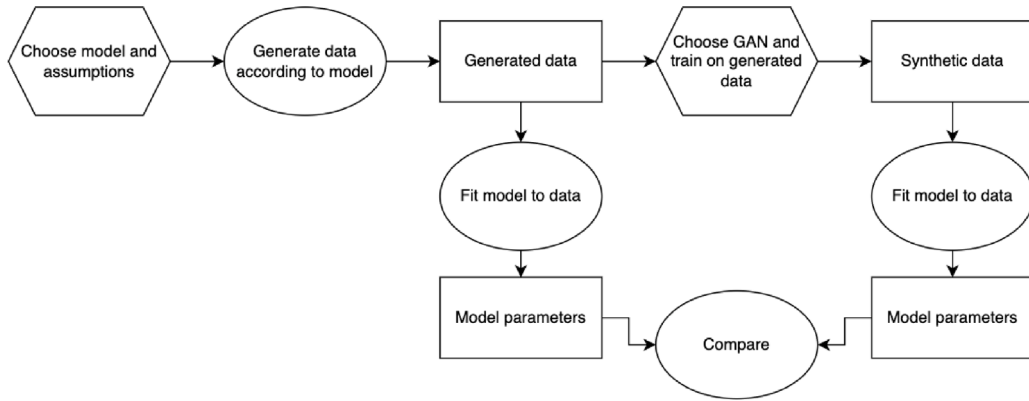 Choose model and
assumptions
Generate data
according to model
Generated data
Choose GAN and
train on generated
data
Synthetic data
Fit model to data
Fit model to data
Model parameters
Compare
Model parameters